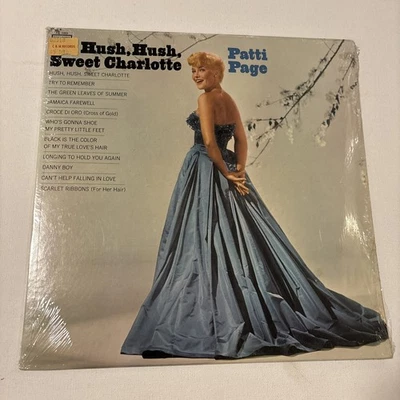 Hush, Hush,
Sweet Charlotte
Patti
Page
HUSH, HUSH, SWEET CHARLOTTE
TRY TO REMEMBER
THE GREEN LEAVES OF SUMMER
JAMAICA FAREWELL
CROCE DI ORO (Cross of Gold)
WHO'S GONNA SHOE
MY PRETTY LITTLE FEET
BLACK IS THE COLOR
OF MY TRUE LOVE'S HAIR
LONGING TO HOLD YOU AGAIN
DANNY BOY
CAN'T HELP FALLING IN LOVE
SCARLET RIBBONS (For Her Hair)